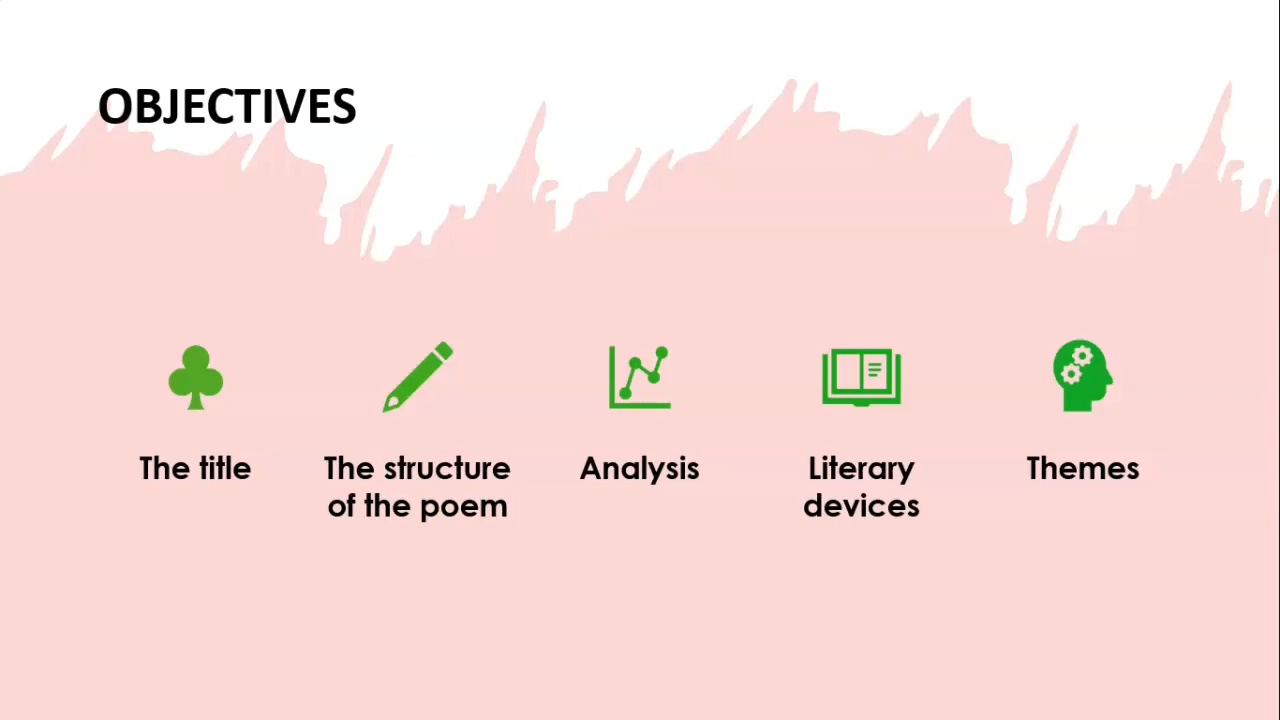 OBJECTIVES
The title
The structure
of the poem
Analysis
Literary
devices
Themes